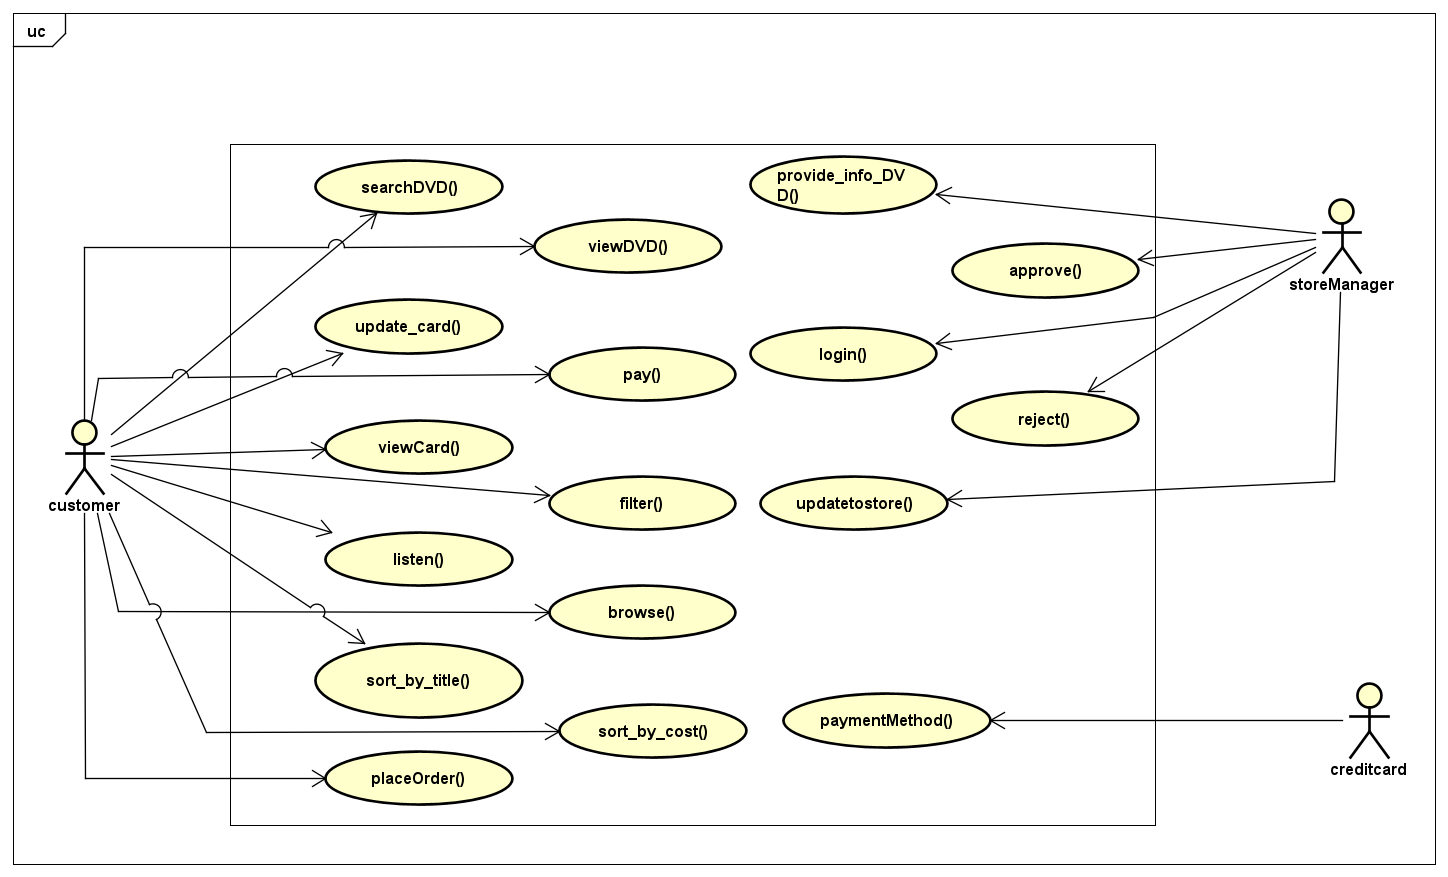 uc
searchDVD()
provide_info_DV
D()
viewDVD()
approve()
storeManager
update_card()
login()
pay()
reject()
viewCard()
customer
filter()
updatetostore()
listen()
browse()
sort_by_title()
paymentMethod()
sort_by_cost()
creditcard
placeOrder()